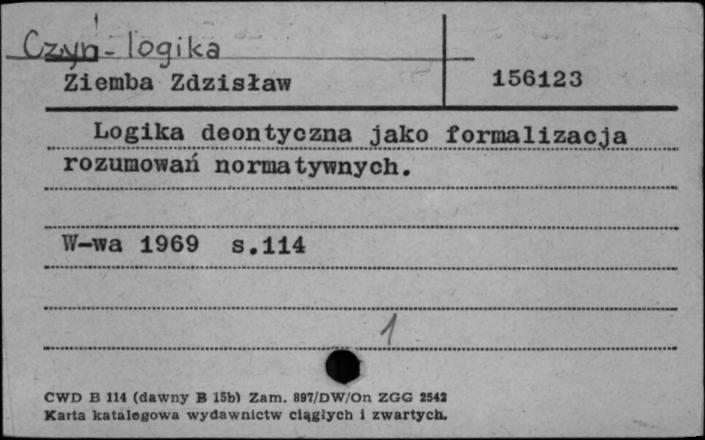 Czyn-logika
Ziemba Zdzisław 156123
Logika deontyczna jako formalizacja
rozumowań normatywnych.
W-wa 1969 s.114
1
CWD B 114 (dawny B 15b) Zam. 897/DW/On ZGG 2542
Karta katalogowa wydawnictw ciągłych i zwartych.